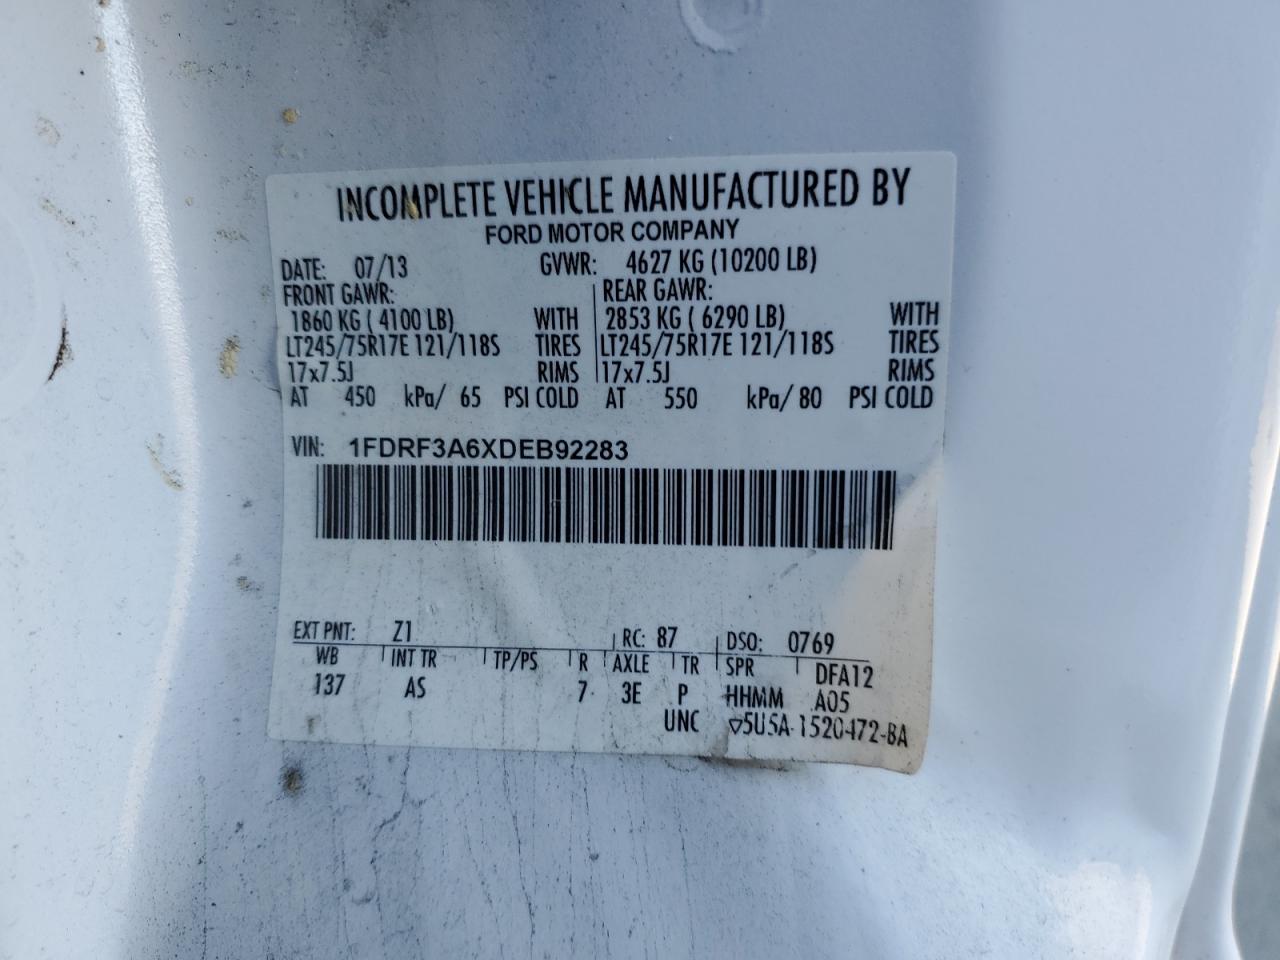 INCOMPLETE VEHICLE MANUFACTURED BY
FORD MOTOR COMPANY
DATE: 07/13 GVWR: 4627 KG (10200 LB)
FRONT GAWR: REAR GAWR:
1860 KG ( 4100 LB) WITH 2853 KG ( 6290 LB) WITH
LT245/75R17E 121/118S TIRES LT245/75R17E 121/118S TIRES
17x7.5J RIMS 17x7.5J RIMS
AT 450 kPa/ 65 PSI COLD AT 550 kPa/ 80 PSI COLD
VIN: 1FDRF3A6XDEB92283
EXT PNT: Z1 RC: 87 DSO: 0769
WB INT TR TP/PS R AXLE TR SPR DFA12
137 AS 7 3E P HHMM A05
UNC ▽5U5A-1520472-BA